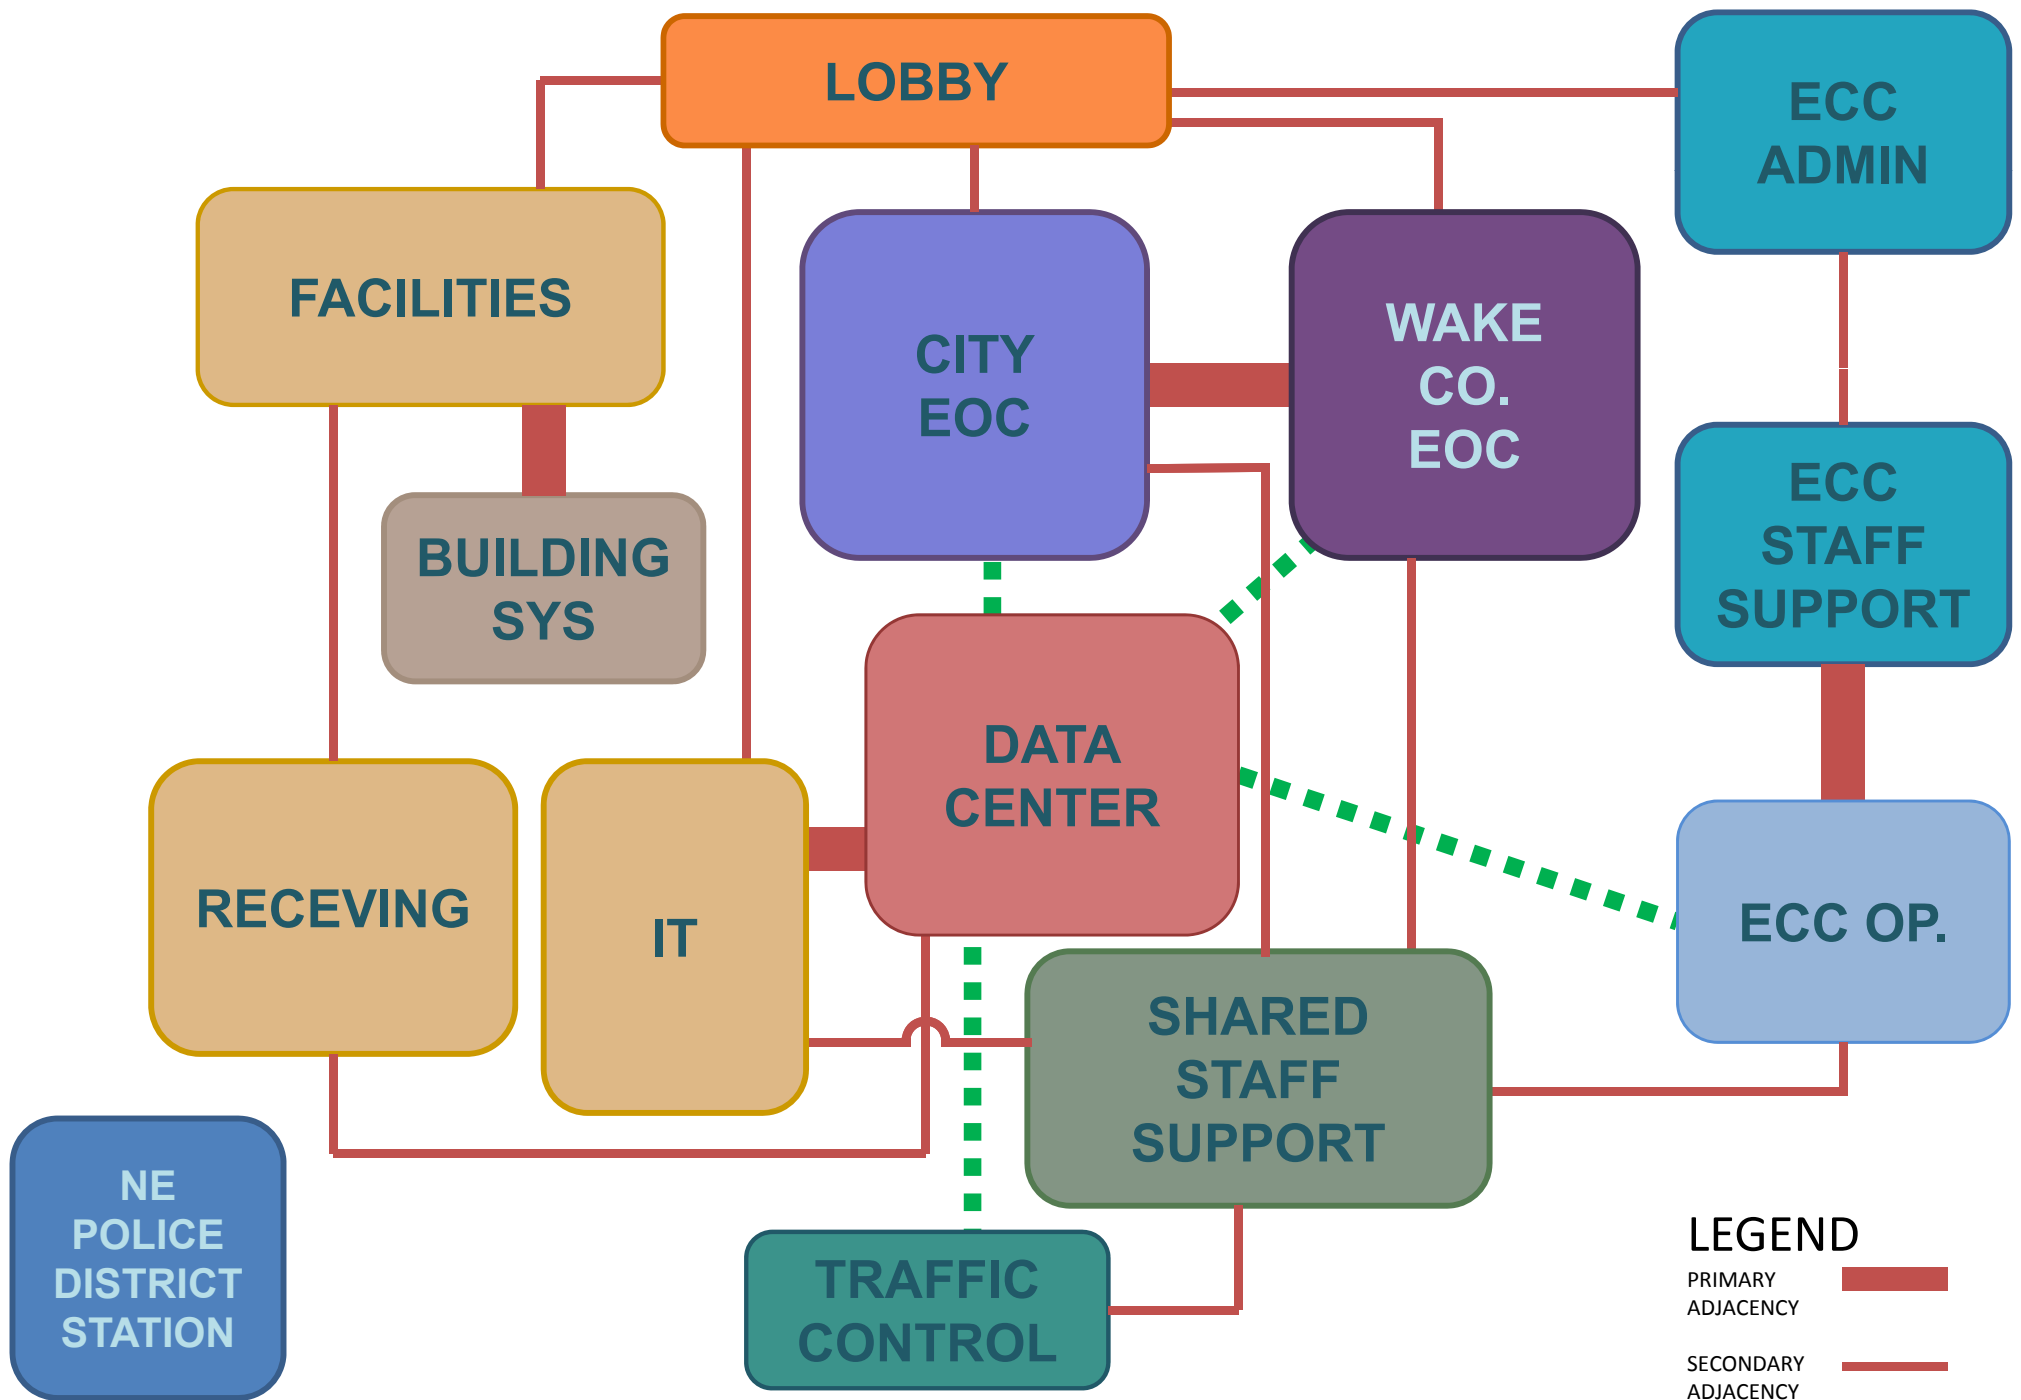 LOBBY
ECC
ADMIN
FACILITIES
CITY
EOC
WAKE
CO.
EOC
ECC
STAFF
SUPPORT
BUILDING
SYS
DATA
CENTER
RECEVING
IT
ECC OP.
SHARED
STAFF
SUPPORT
NE
POLICE
DISTRICT
STATION
TRAFFIC
CONTROL
LEGEND
PRIMARY
ADJACENCY
SECONDARY
ADJACENCY